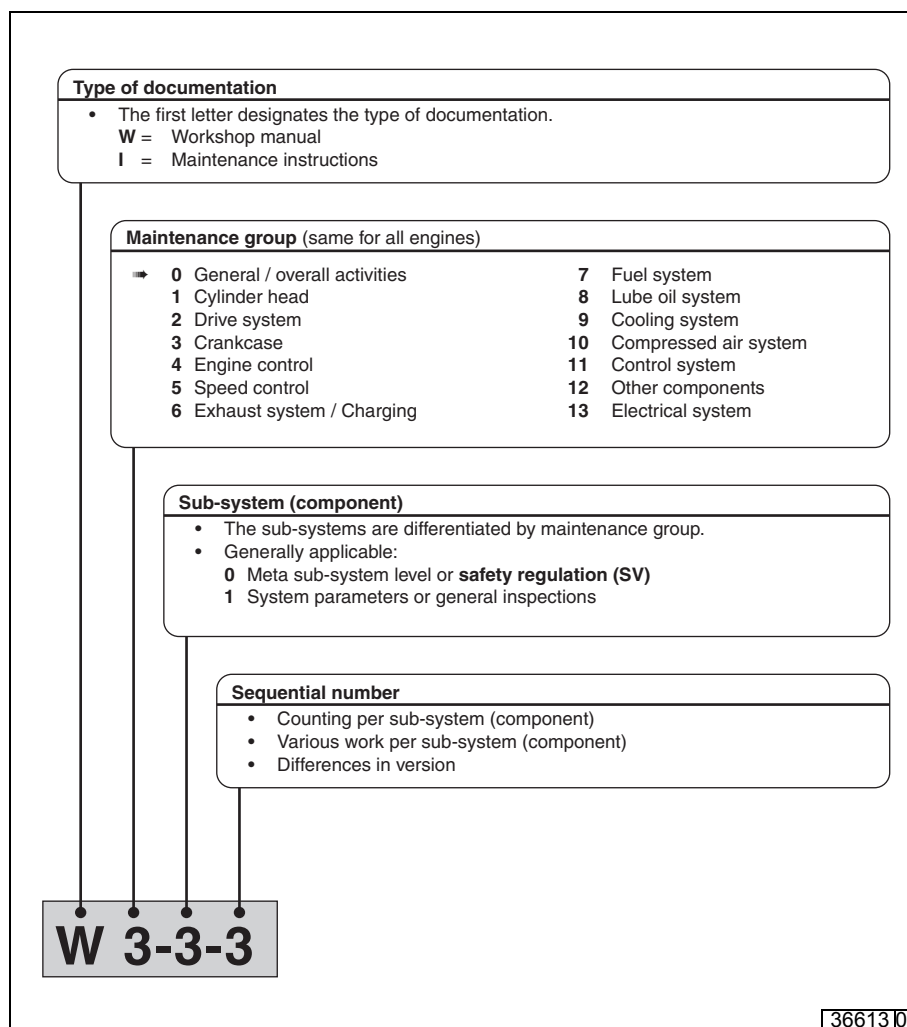 Type of documentation
• The first letter designates the type of documentation.
W = Workshop manual
I = Maintenance instructions
Maintenance group (same for all engines)
➠ 0 General / overall activities
1 Cylinder head
2 Drive system
3 Crankcase
4 Engine control
5 Speed control
6 Exhaust system / Charging
7 Fuel system
8 Lube oil system
9 Cooling system
10 Compressed air system
11 Control system
12 Other components
13 Electrical system
Sub-system (component)
• The sub-systems are differentiated by maintenance group.
• Generally applicable:
0 Meta sub-system level or safety regulation (SV)
1 System parameters or general inspections
Sequential number
• Counting per sub-system (component)
• Various work per sub-system (component)
• Differences in version
W 3-3-3
36613 0